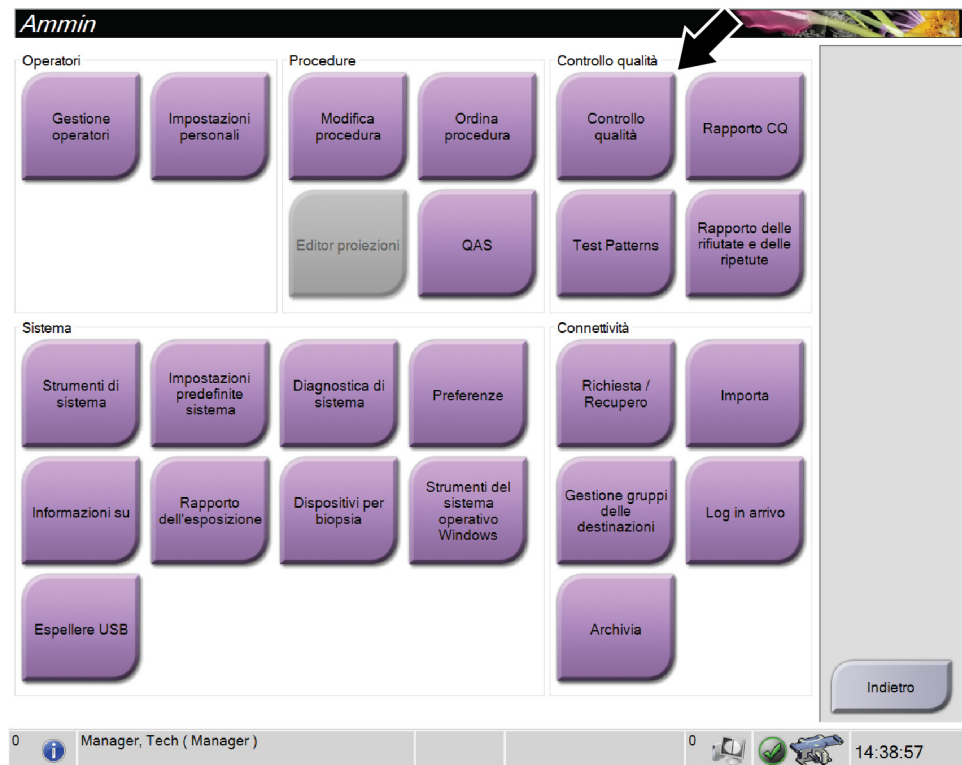 Ammin
Operatori
Gestione
operatori
Impostazioni
personali
Procedure
Modifica
procedura
Ordina
procedura
Editor proiezioni
QAS
Controllo qualità
Controllo
qualità
Rapporto CQ
Test Patterns
Rapporto delle
rifiutate e delle
ripetute
Sistema
Strumenti di
sistema
Impostazioni
predefinite
sistema
Diagnostica di
sistema
Preferenze
Informazioni su
Rapporto
dell'esposizione
Dispositivi per
biopsia
Strumenti del
sistema
operativo
Windows
Espellere USB
Connettività
Richiesta /
Recupero
Importa
Gestione gruppi
delle
destinazioni
Log in arrivo
Archivia
Indietro
0
Manager, Tech ( Manager )
0
14:38:57